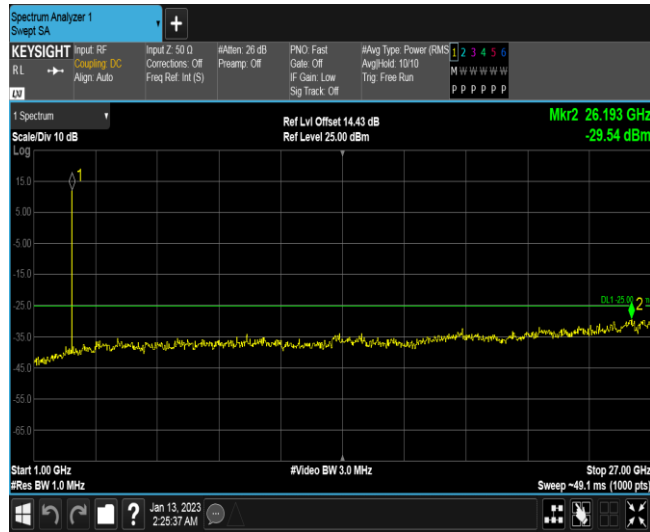 Spectrum Analyzer 1
Swept SA
KEYSIGHT
RL
LXI
Input: RF
Coupling: DC
Align: Auto
Input Z: 50 Ω
Corrections: Off
Freq Ref: Int (S)
#Atten: 26 dB
Preamp: Off
PNO: Fast
Gate: Off
IF Gain: Low
Sig Track: Off
#Avg Type: Power (RMS
Avg|Hold: 10/10
Trig: Free Run
1 2 3 4 5 6
M W W W W W
P P P P P P
1 Spectrum
Scale/Div 10 dB
Ref Lvl Offset 14.43 dB
Ref Level 25.00 dBm
Mkr2 26.193 GHz
-29.54 dBm
Log
1
15.0
5.00
-5.00
-15.0
-25.0
DL1 -25.00
2
-35.0
-45.0
-55.0
-65.0
Start 1.00 GHz
#Res BW 1.0 MHz
#Video BW 3.0 MHz
Stop 27.00 GHz
Sweep ~49.1 ms (1000 pts)
?
Jan 13, 2023
2:25:37 AM